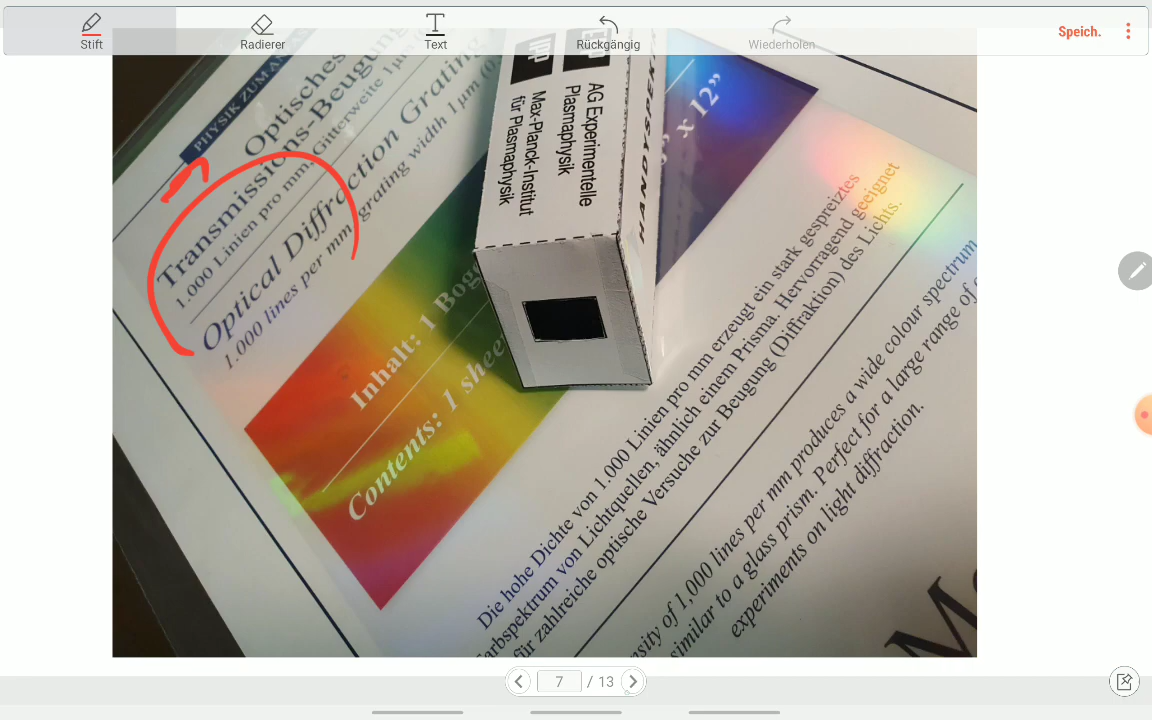 Stift
Radierer
Text
Rückgängig
Wiederholen
Speich.
PHYSIK ZUM AN
Optisches
Transmissions-Beugung
1.000 Linien pro mm, Gitterweite 1µm
Optical Diffraction Grating
1.000 lines per mm, grating width 1 µm
ipp
AG Experimentelle
Plasmaphysik
Max-Planck-Institut
für Plasmaphysik
x 12”
Inhalt: 1
Contents: 1
Die hohe Dichte von 1.000 Linien pro mm erzeugt ein stark gespreiztes
Farbspektrum von Lichtquellen, ähnlich einem Prisma. Hervorragend geeignet
für zahlreiche optische Versuche zur Beugung (Diffraktion) des Lichts.
of 1,000 lines per mm produces a wide colour spectrum
similar to a glass prism. Perfect for a large range of
experiments on light diffraction.
7 / 13